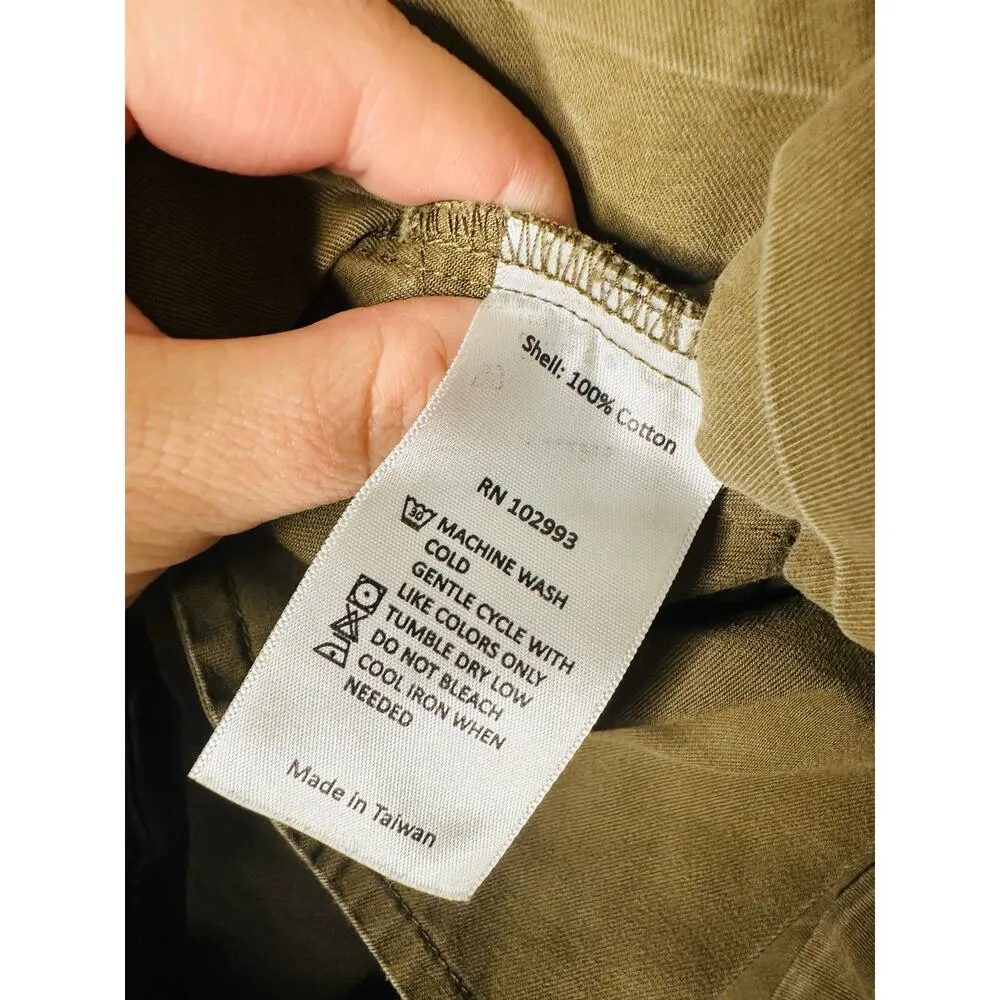 Shell: 100% Cotton
RN 102993
30 MACHINE WASH
COLD
GENTLE CYCLE WITH
LIKE COLORS ONLY
TUMBLE DRY LOW
DO NOT BLEACH
COOL IRON WHEN
NEEDED
Made in Taiwan